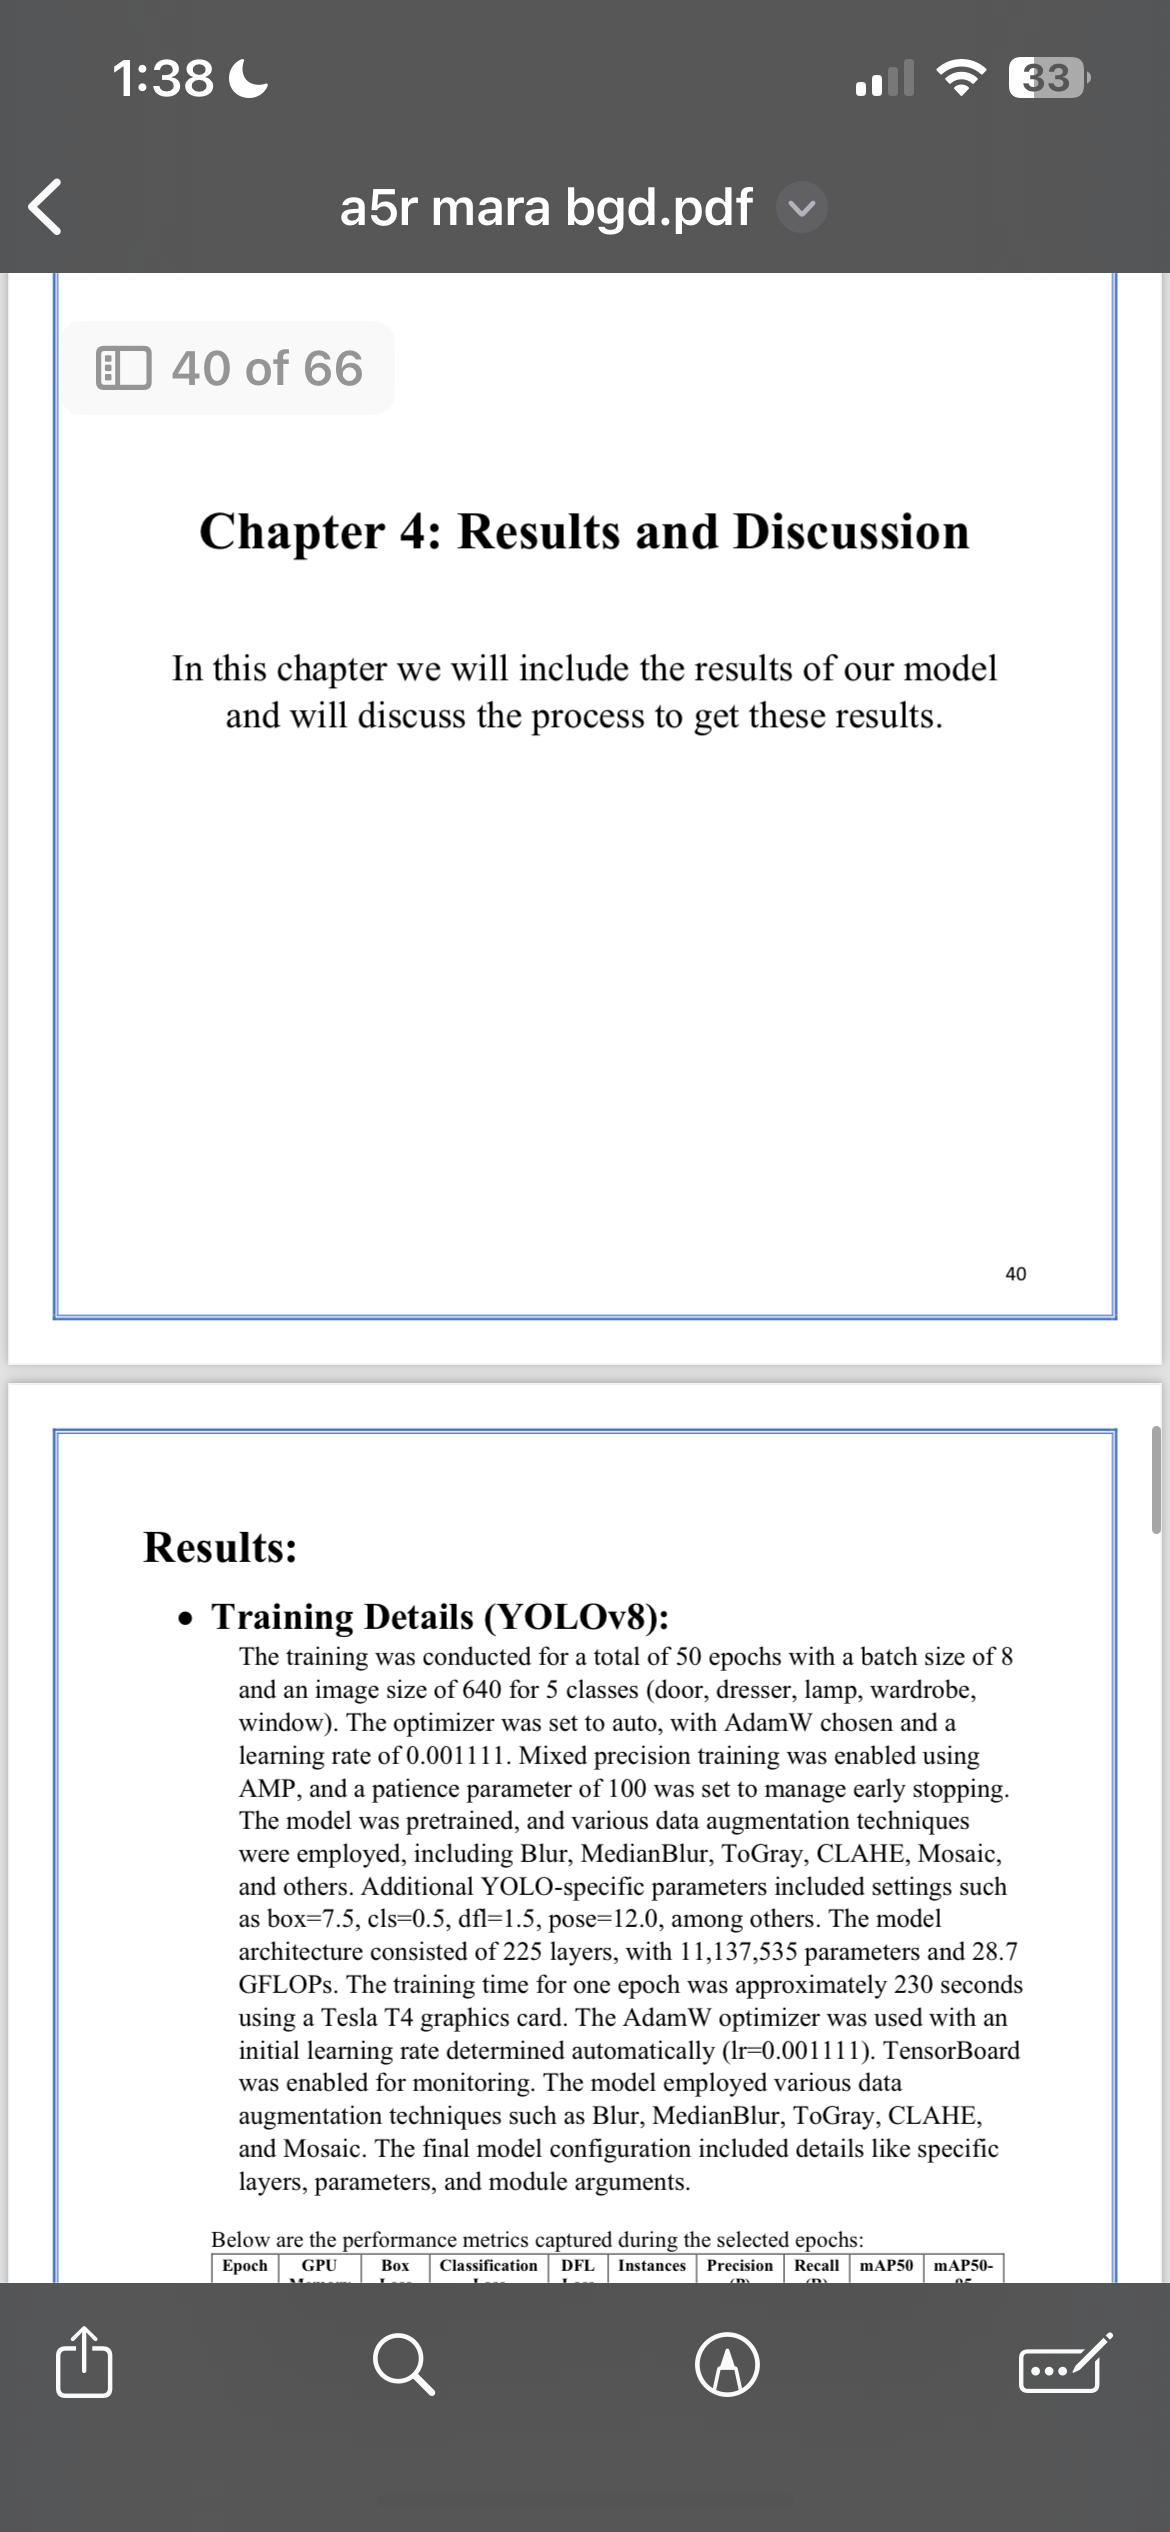 1:38
33
a5r mara bgd.pdf
40 of 66
Chapter 4: Results and Discussion
In this chapter we will include the results of our model
and will discuss the process to get these results.
40
Results:
• Training Details (YOLOv8):
The training was conducted for a total of 50 epochs with a batch size of 8
and an image size of 640 for 5 classes (door, dresser, lamp, wardrobe,
window). The optimizer was set to auto, with AdamW chosen and a
learning rate of 0.001111. Mixed precision training was enabled using
AMP, and a patience parameter of 100 was set to manage early stopping.
The model was pretrained, and various data augmentation techniques
were employed, including Blur, MedianBlur, ToGray, CLAHE, Mosaic,
and others. Additional YOLO-specific parameters included settings such
as box=7.5, cls=0.5, dfl=1.5, pose=12.0, among others. The model
architecture consisted of 225 layers, with 11,137,535 parameters and 28.7
GFLOPs. The training time for one epoch was approximately 230 seconds
using a Tesla T4 graphics card. The AdamW optimizer was used with an
initial learning rate determined automatically (lr=0.001111). TensorBoard
was enabled for monitoring. The model employed various data
augmentation techniques such as Blur, MedianBlur, ToGray, CLAHE,
and Mosaic. The final model configuration included details like specific
layers, parameters, and module arguments.
Below are the performance metrics captured during the selected epochs:
Epoch GPU Box Classification DFL Instances Precision Recall mAP50 mAP50-